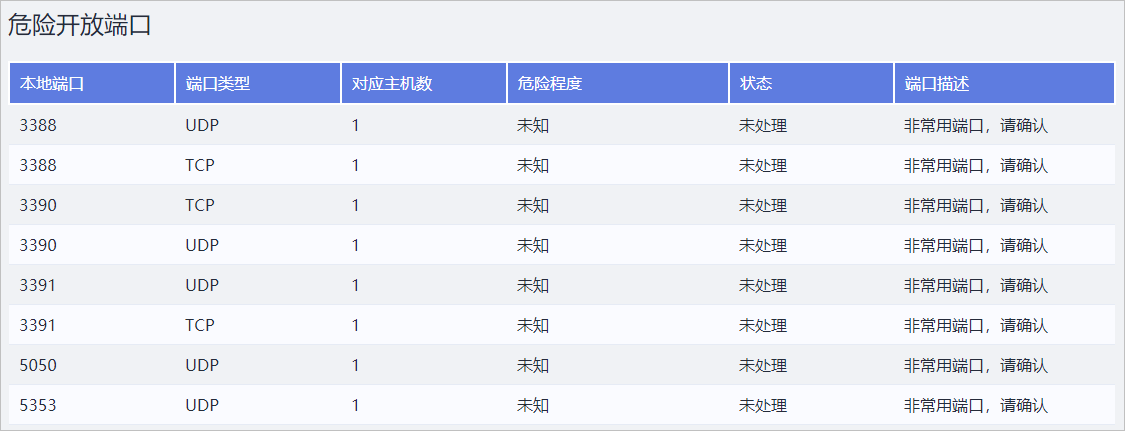 危险开放端口
本地端口 端口类型 对应主机数 危险程度 状态 端口描述
3388 UDP 1 未知 未处理 非常用端口，请确认
3388 TCP 1 未知 未处理 非常用端口，请确认
3390 TCP 1 未知 未处理 非常用端口，请确认
3390 UDP 1 未知 未处理 非常用端口，请确认
3391 UDP 1 未知 未处理 非常用端口，请确认
3391 TCP 1 未知 未处理 非常用端口，请确认
5050 UDP 1 未知 未处理 非常用端口，请确认
5353 UDP 1 未知 未处理 非常用端口，请确认